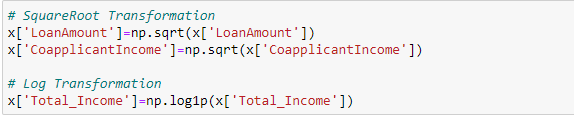 # SquareRoot Transformation
x['LoanAmount']=np.sqrt(x['LoanAmount'])
x['CoapplicantIncome']=np.sqrt(x['CoapplicantIncome'])
# Log Transformation
x['Total_Income']=np.log1p(x['Total_Income'])